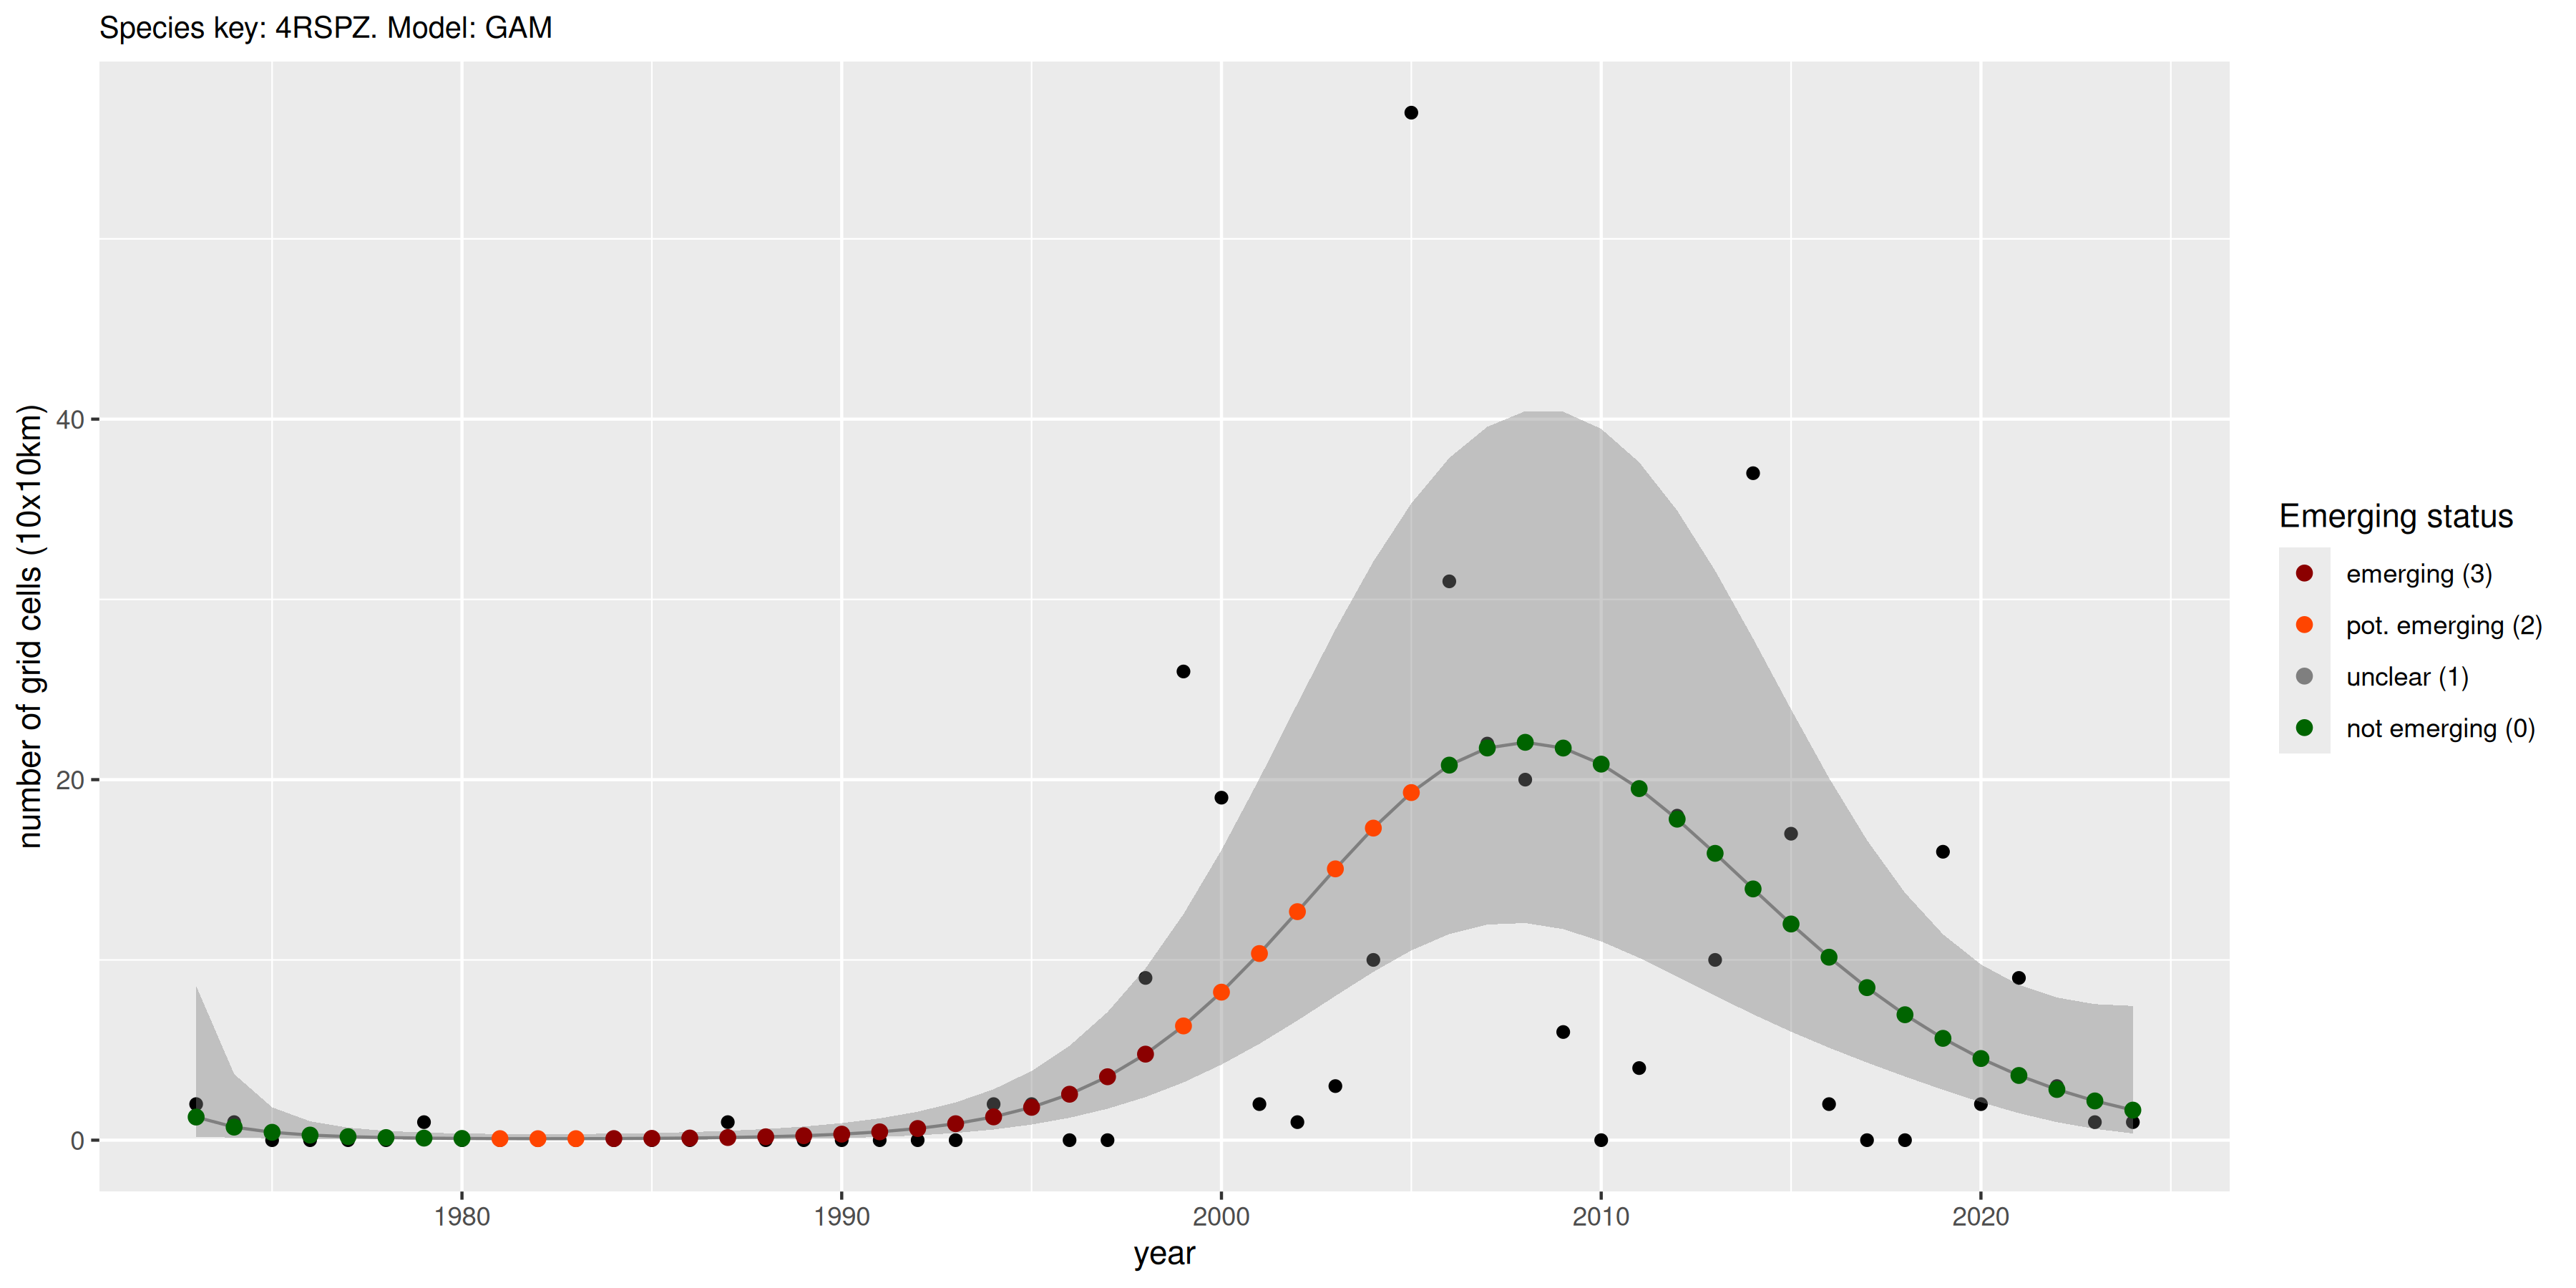 Species key: 4RSPZ. Model: GAM
number of grid cells (10x10km)
40
20
0
1980
1990
2000
2010
2020
year
Emerging status
emerging (3)
pot. emerging (2)
unclear (1)
not emerging (0)